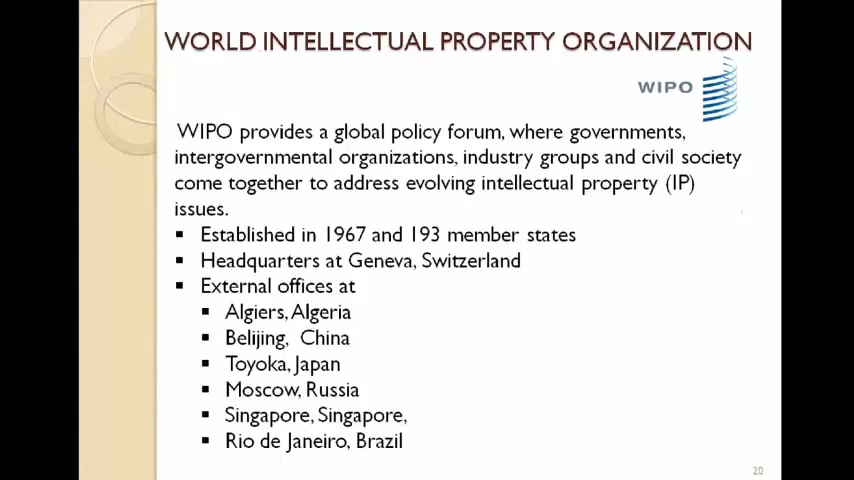 WORLD INTELLECTUAL PROPERTY ORGANIZATION
WIPO
WIPO provides a global policy forum, where governments,
intergovernmental organizations, industry groups and civil society
come together to address evolving intellectual property (IP)
issues.
▪ Established in 1967 and 193 member states
▪ Headquarters at Geneva, Switzerland
▪ External offices at
▪ Algiers, Algeria
▪ Belijing, China
▪ Toyoka, Japan
▪ Moscow, Russia
▪ Singapore, Singapore,
▪ Rio de Janeiro, Brazil
20